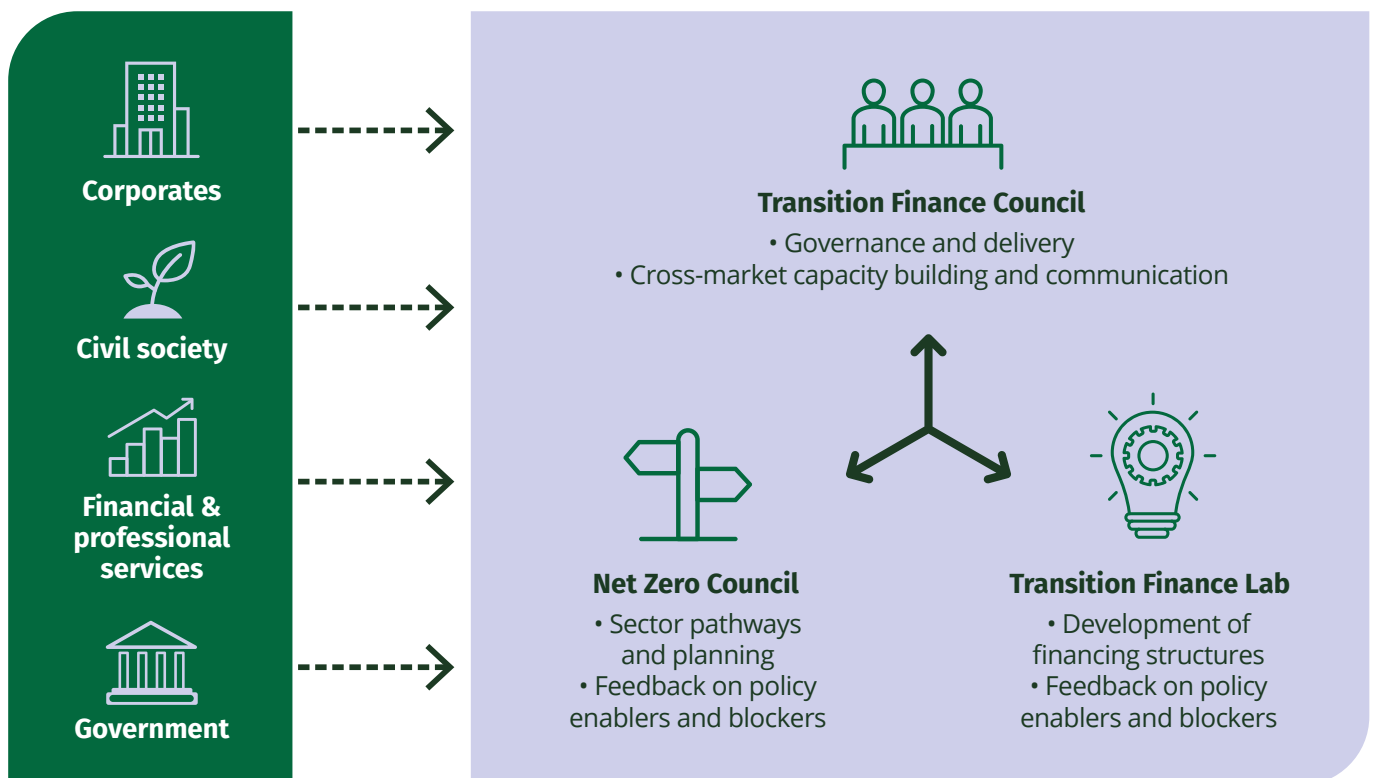 Corporates
Civil society
Financial &
professional
services
Government
Transition Finance Council
• Governance and delivery
• Cross-market capacity building and communication
Net Zero Council
• Sector pathways
and planning
• Feedback on policy
enablers and blockers
Transition Finance Lab
• Development of
financing structures
• Feedback on policy
enablers and blockers